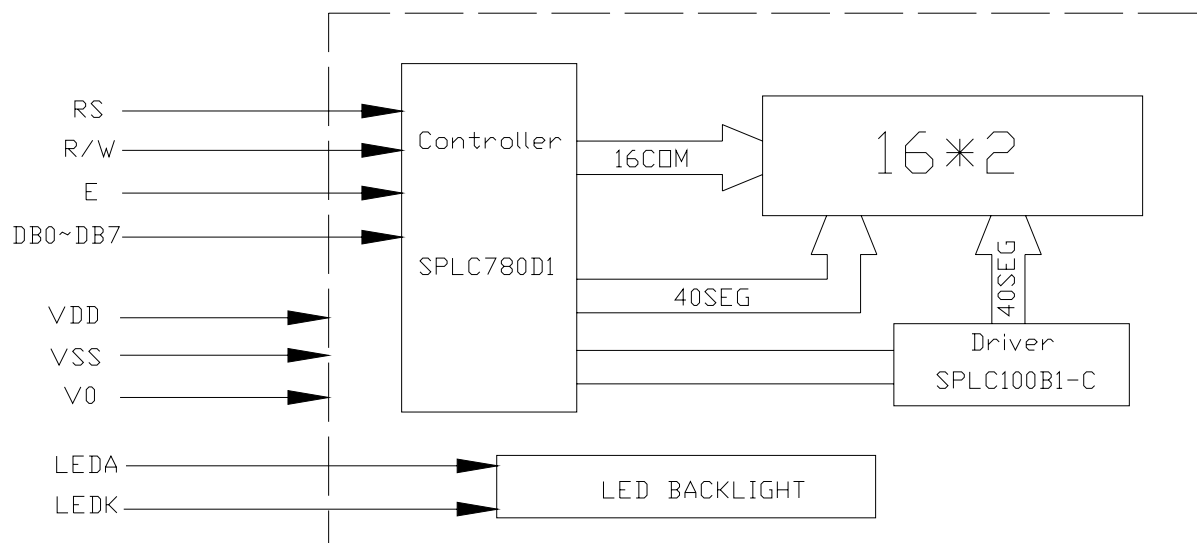 RS
R/W
E
DB0~DB7
VDD
VSS
V0
LEDA
LEDK
Controller
SPLC780D1
16COM
16*2
40SEG
40SEG
Driver
SPLC100B1-C
LED BACKLIGHT